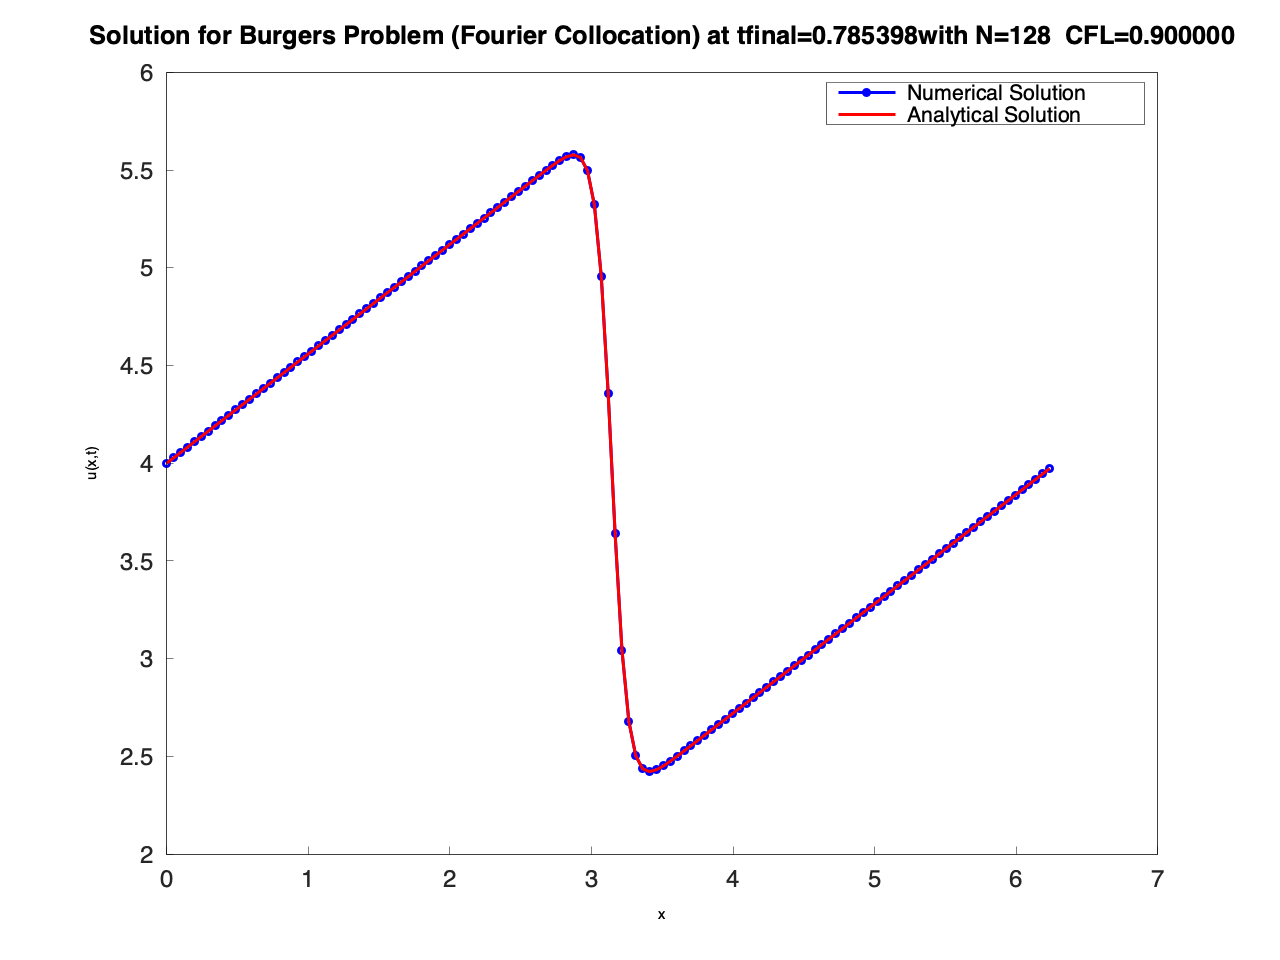 Solution for Burgers Problem (Fourier Collocation) at tfinal=0.785398with N=128  CFL=0.900000
Numerical Solution
Analytical Solution
6
5.5
5
4.5
4
3.5
3
2.5
2
u(x,t)
0 1 2 3 4 5 6 7
x